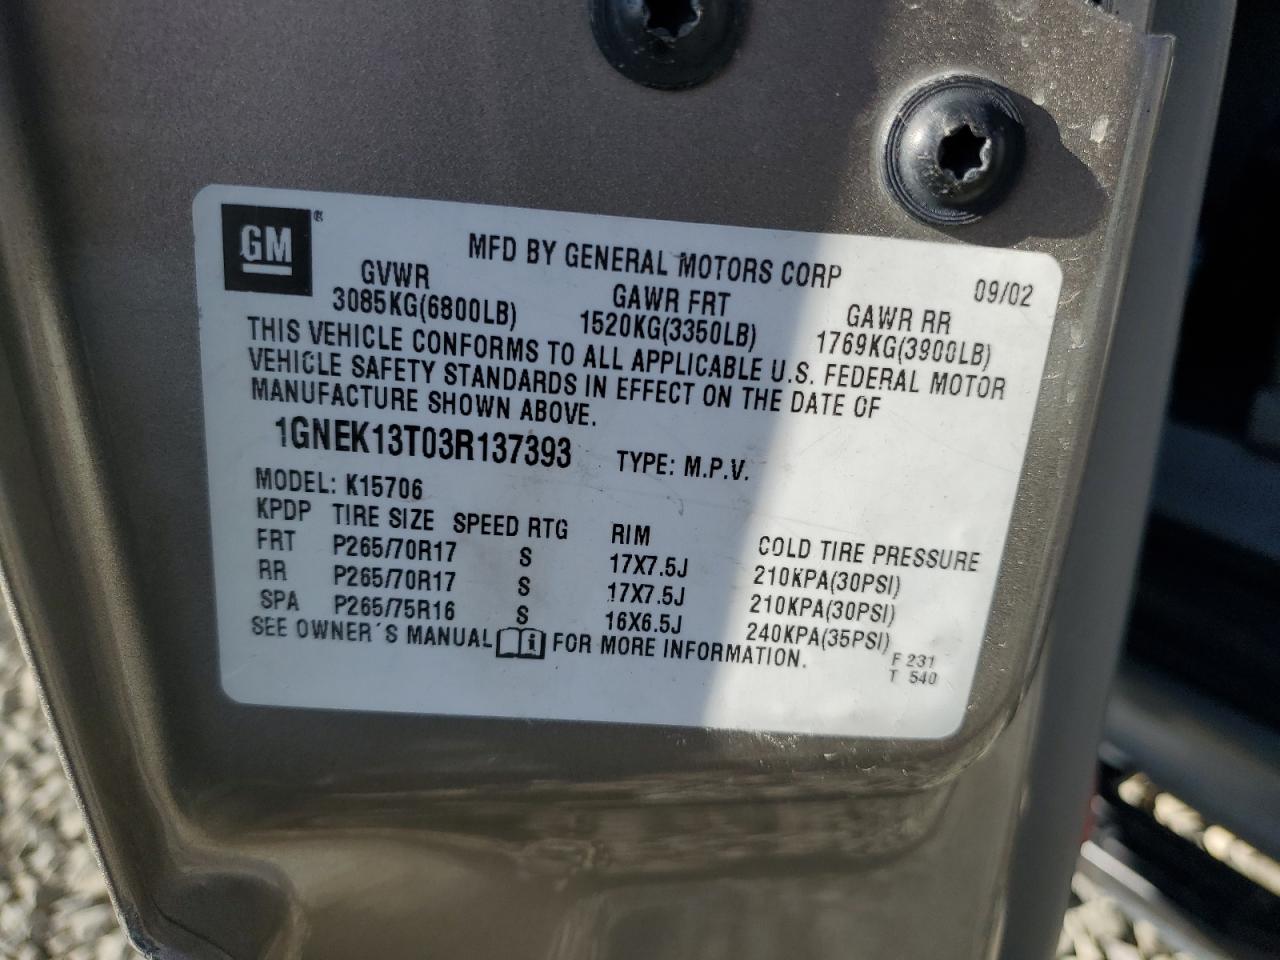 GM ®
MFD BY GENERAL MOTORS CORP 09/02
GVWR GAWR FRT GAWR RR
3085KG(6800LB) 1520KG(3350LB) 1769KG(3900LB)
THIS VEHICLE CONFORMS TO ALL APPLICABLE U.S. FEDERAL MOTOR
VEHICLE SAFETY STANDARDS IN EFFECT ON THE DATE OF
MANUFACTURE SHOWN ABOVE.
1GNEK13T03R137393 TYPE: M.P.V.
MODEL: K15706
KPDP TIRE SIZE SPEED RTG RIM COLD TIRE PRESSURE
FRT P265/70R17 S 17X7.5J 210KPA(30PSI)
RR P265/70R17 S 17X7.5J 210KPA(30PSI)
SPA P265/75R16 S 16X6.5J 240KPA(35PSI)
SEE OWNER´S MANUAL i FOR MORE INFORMATION.
F 231
T 540